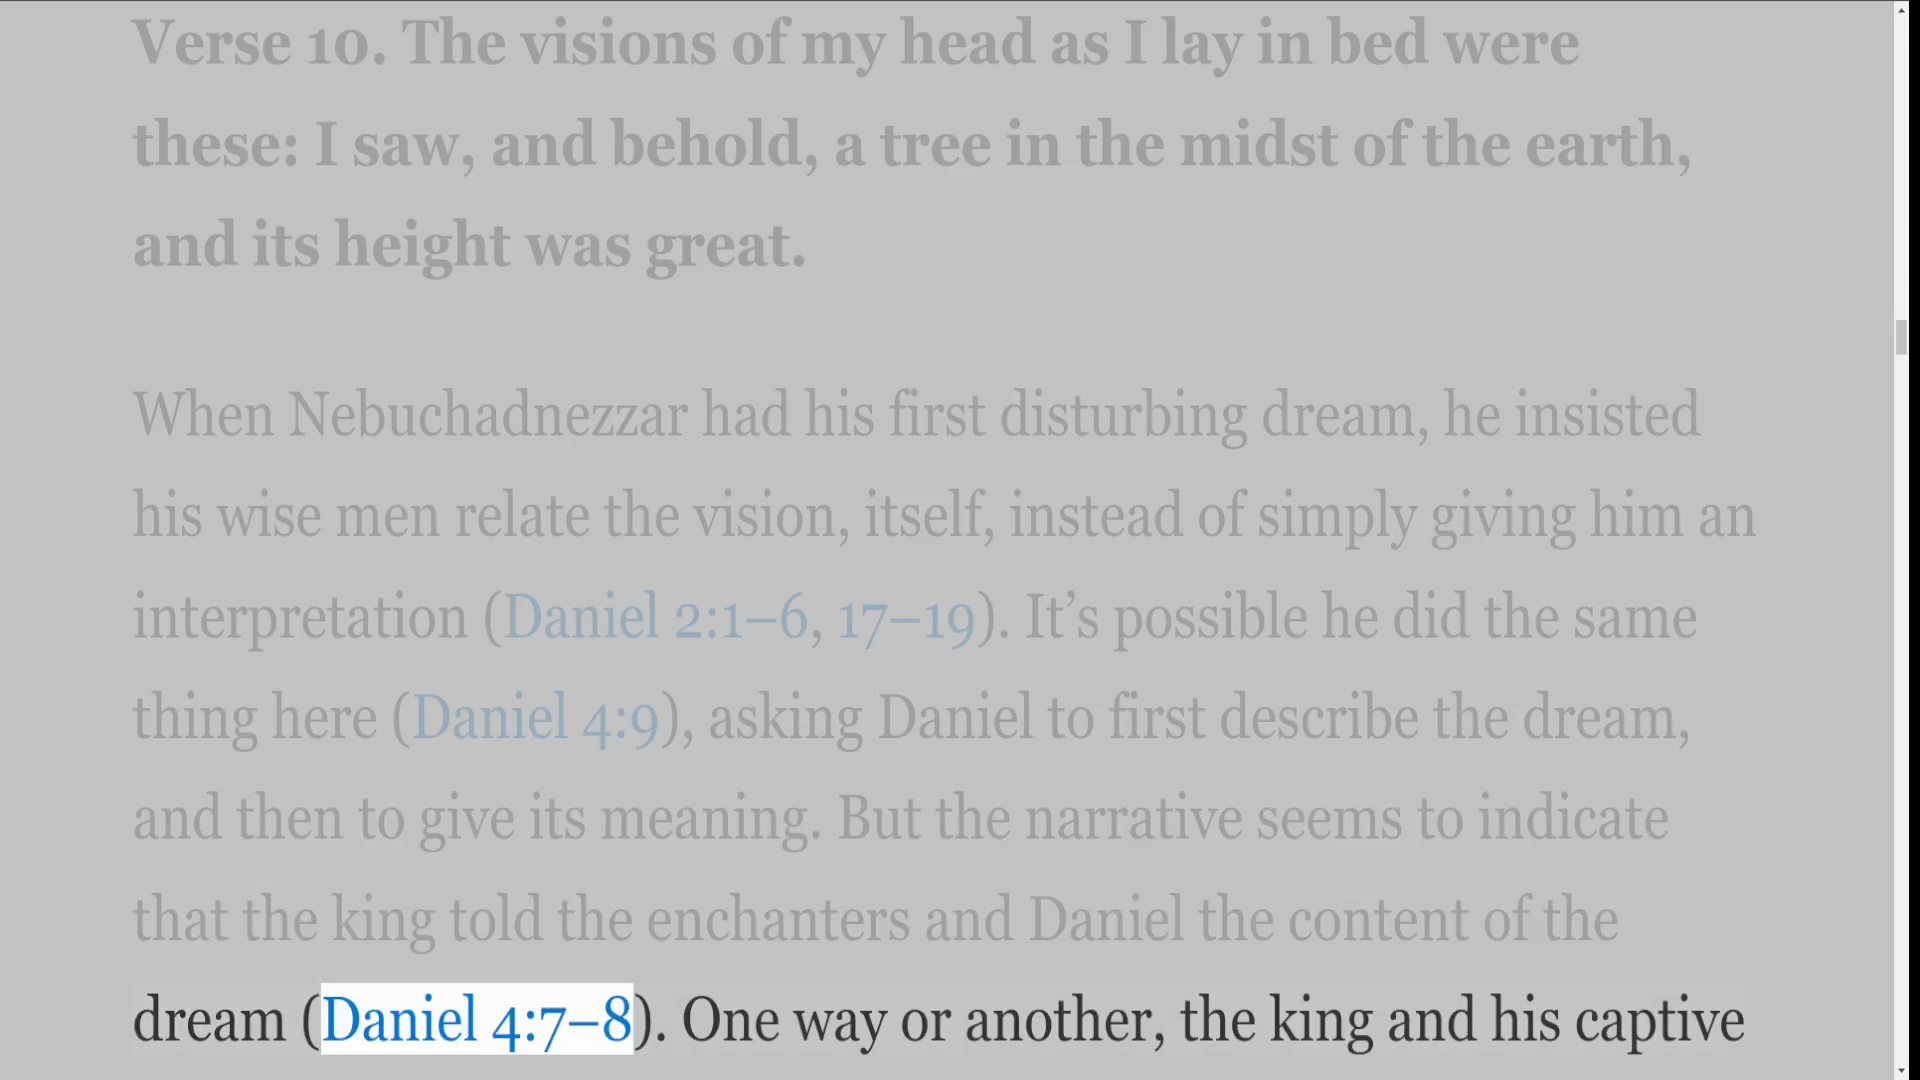 Verse 10. The visions of my head as I lay in bed were
these: I saw, and behold, a tree in the midst of the earth,
and its height was great.
When Nebuchadnezzar had his first disturbing dream, he insisted
his wise men relate the vision, itself, instead of simply giving him an
interpretation (Daniel 2:1–6, 17–19). It’s possible he did the same
thing here (Daniel 4:9), asking Daniel to first describe the dream,
and then to give its meaning. But the narrative seems to indicate
that the king told the enchanters and Daniel the content of the
dream (Daniel 4:7–8). One way or another, the king and his captive